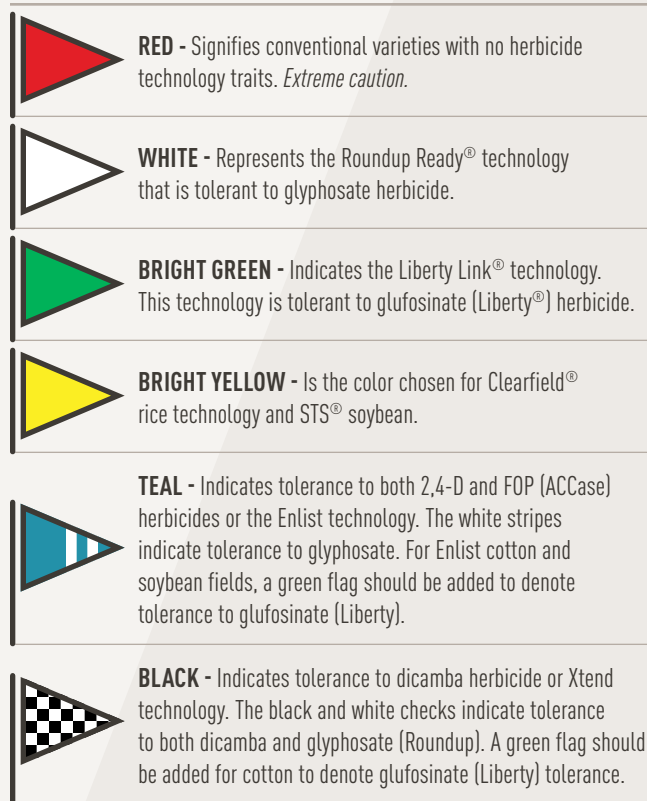 RED - Signifies conventional varieties with no herbicide
technology traits. Extreme caution.
WHITE - Represents the Roundup Ready® technology
that is tolerant to glyphosate herbicide.
BRIGHT GREEN - Indicates the Liberty Link® technology.
This technology is tolerant to glufosinate (Liberty®) herbicide.
BRIGHT YELLOW - Is the color chosen for Clearfield®
rice technology and STS® soybean.
TEAL - Indicates tolerance to both 2,4-D and FOP (ACCase)
herbicides or the Enlist technology. The white stripes
indicate tolerance to glyphosate. For Enlist cotton and
soybean fields, a green flag should be added to denote
tolerance to glufosinate (Liberty).
BLACK - Indicates tolerance to dicamba herbicide or Xtend
technology. The black and white checks indicate tolerance
to both dicamba and glyphosate (Roundup). A green flag should
be added for cotton to denote glufosinate (Liberty) tolerance.